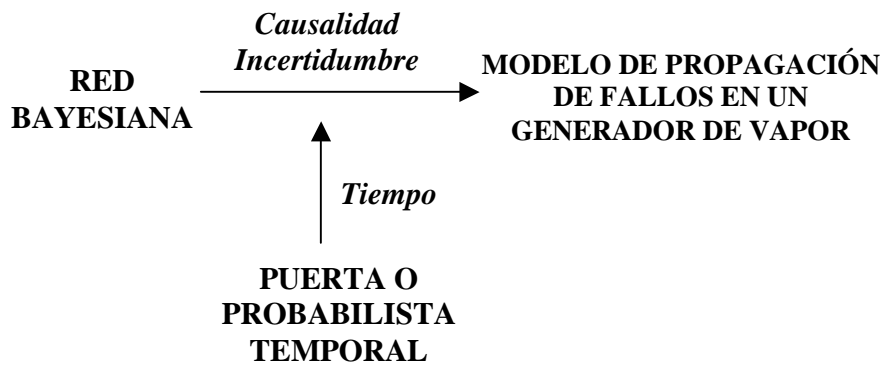 Causalidad
Incertidumbre
RED
BAYESIANA
MODELO DE PROPAGACIÓN
DE FALLOS EN UN
GENERADOR DE VAPOR
Tiempo
PUERTA O
PROBABILISTA
TEMPORAL